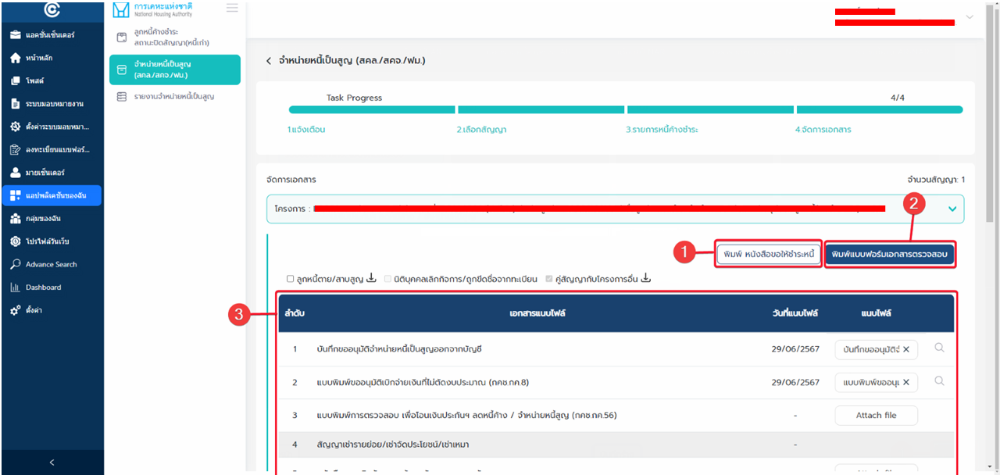 การเคหะแห่งชาติ
National Housing Authority
แอคชั่นเซ็นเตอร์
หน้าหลัก
โพสต์
ระบบมอบหมายงาน
ตั้งค่าระบบมอบหมา...
ลงทะเบียนแบบฟอร์...
มายเซ็นเตอร์
แอปพลิเคชันของฉัน
กลุ่มของฉัน
โปรไฟล์วันเว็บ
Advance Search
Dashboard
ตั้งค่า
ลูกหนี้ค้างชำระ
สถานะปิดสัญญา(หนี้เก่า)
จำหน่ายหนี้เป็นสูญ
(สคล./สคจ./ฟม.)
รายงานจำหน่ายหนี้เป็นสูญ
จำหน่ายหนี้เป็นสูญ (สคล./สคจ./ฟม.)
Task Progress 4/4
1.แจ้งเตือน 2.เลือกสัญญา 3.รายการหนี้ค้างชำระ 4.จัดการเอกสาร
จัดการเอกสาร จำนวนสัญญา: 1
โครงการ :
2
1 พิมพ์ หนังสือขอให้ชำระหนี้ พิมพ์แบบฟอร์มเอกสารตรวจสอบ
ลูกหนี้ตาย/สาบสูญ นิติบุคคลเลิกกิจการ/ถูกขีดชื่อจากทะเบียน คู่สัญญากับโครงการอื่น
3 ลำดับ เอกสารแนบไฟล์ วันที่แนบไฟล์ แนบไฟล์
1 บันทึกขออนุมัติจำหน่ายหนี้เป็นสูญออกจากบัญชี 29/06/2567 บันทึกขออนุมัติจำ
2 แบบพิมพ์ขออนุมัติเบิกจ่ายเงินที่ไม่ตัดงบประมาณ (กคช.กค.8) 29/06/2567 แบบพิมพ์ขออนุเ
3 แบบพิมพ์การตรวจสอบ เพื่อโอนเงินประกันฯ ลดหนี้ค้าง / จำหน่ายหนี้สูญ (กคช.กค.56) - Attach file
4 สัญญาเช่ารายย่อย/เช่าจัดประโยชน์/เช่าเหมา -